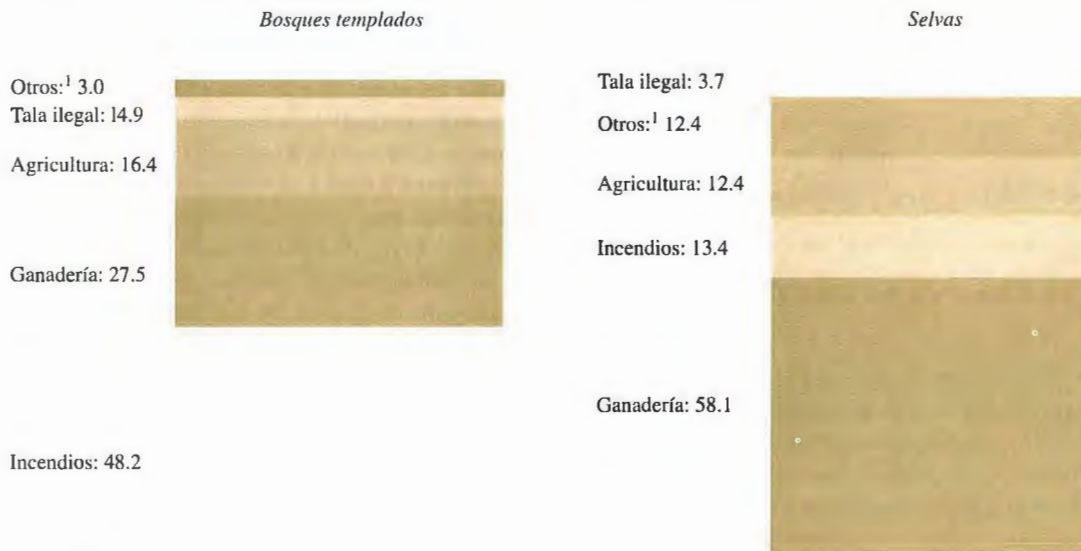 Bosques templados
Otros:¹ 3.0
Tala ilegal: 14.9
Agricultura: 16.4
Ganadería: 27.5
Incendios: 48.2
Selvas
Tala ilegal: 3.7
Otros:¹ 12.4
Agricultura: 12.4
Incendios: 13.4
Ganadería: 58.1